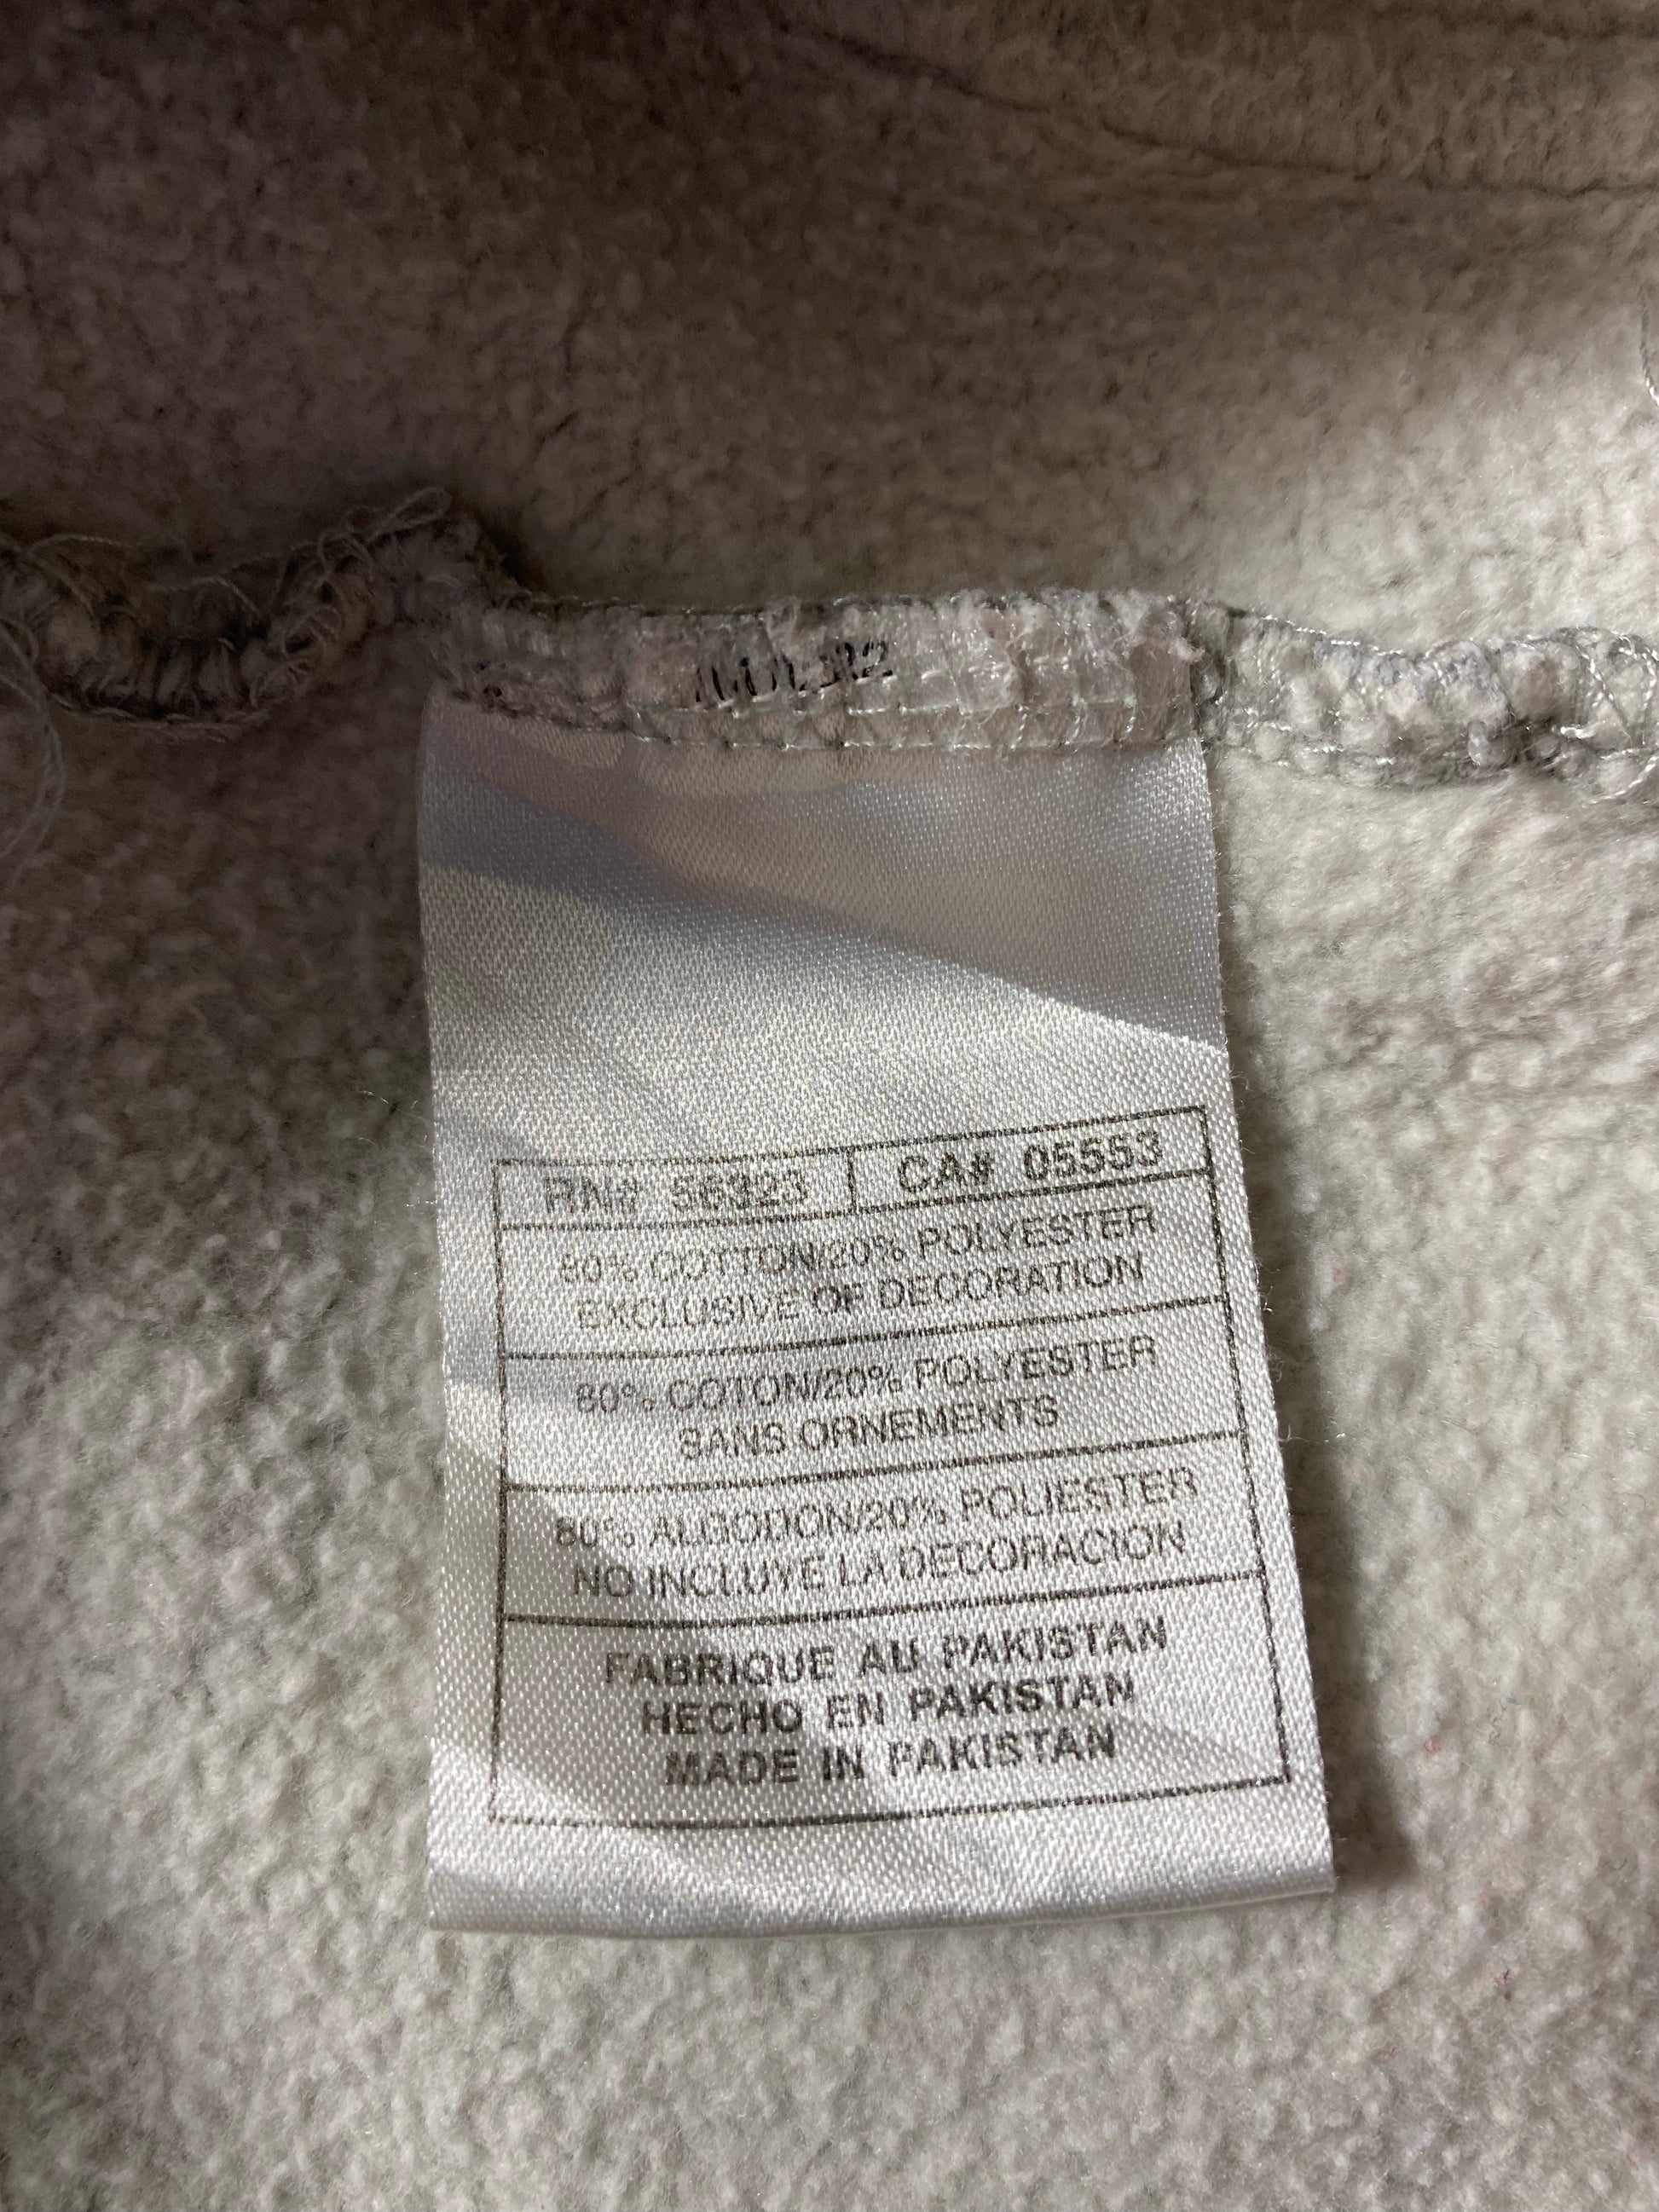 RN# 56323 CA# 05553
80% COTTON/20% POLYESTER
EXCLUSIVE OF DECORATION
80% COTON/20% POLYESTER
SANS ORNEMENTS
80% ALGODON/20% POLIESTER
NO INCLUYE LA DECORACION
FABRIQUE AU PAKISTAN
HECHO EN PAKISTAN
MADE IN PAKISTAN